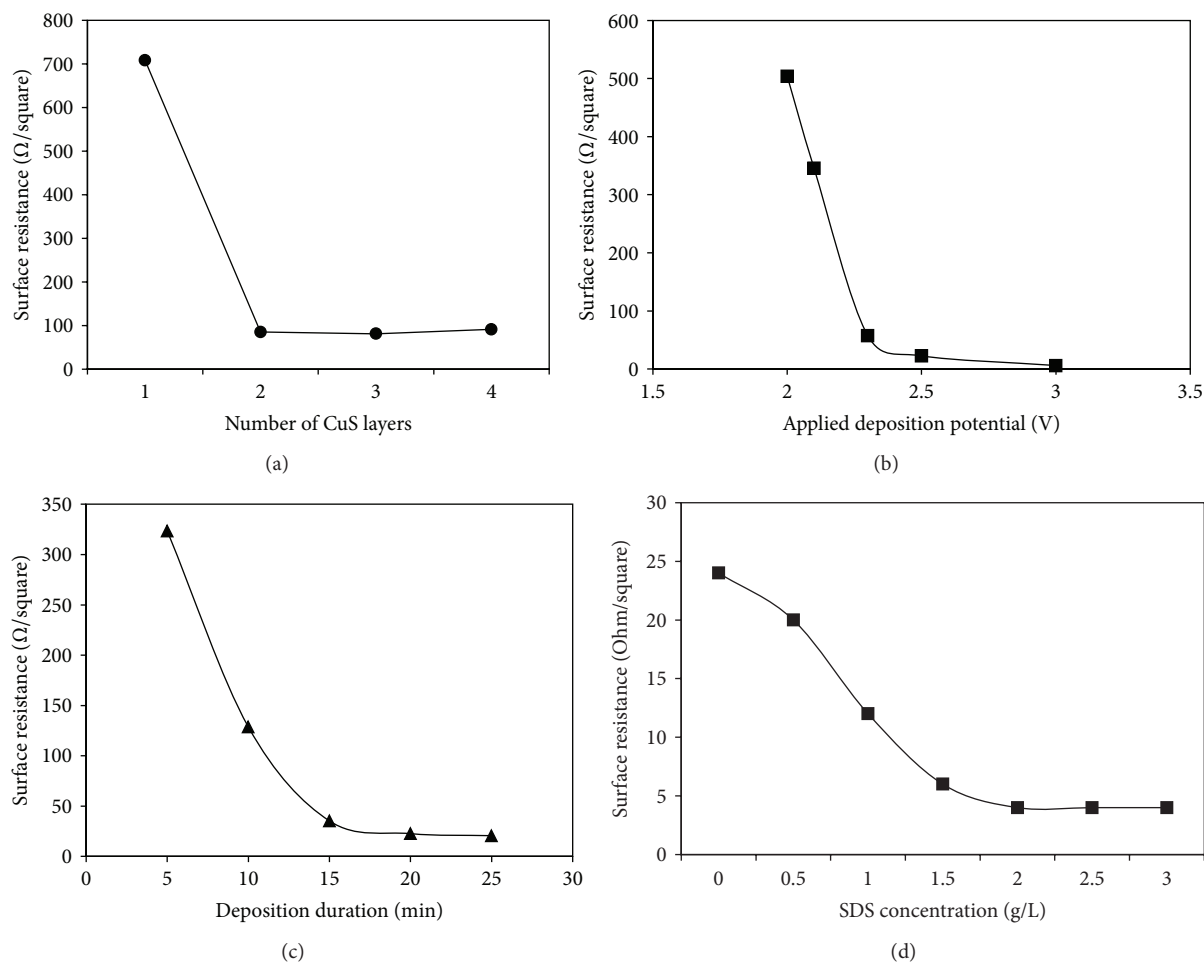 800
700
600
500
400
300
200
100
0
1 2 3 4
Surface resistance (Ω/square)
Number of CuS layers
(a)
600
500
400
300
200
100
0
1.5 2 2.5 3 3.5
Surface resistance (Ω/square)
Applied deposition potential (V)
(b)
350
300
250
200
150
100
50
0
0 5 10 15 20 25 30
Surface resistance (Ω/square)
Deposition duration (min)
(c)
30
25
20
15
10
5
0
0 0.5 1 1.5 2 2.5 3
Surface resistance (Ohm/square)
SDS concentration (g/L)
(d)